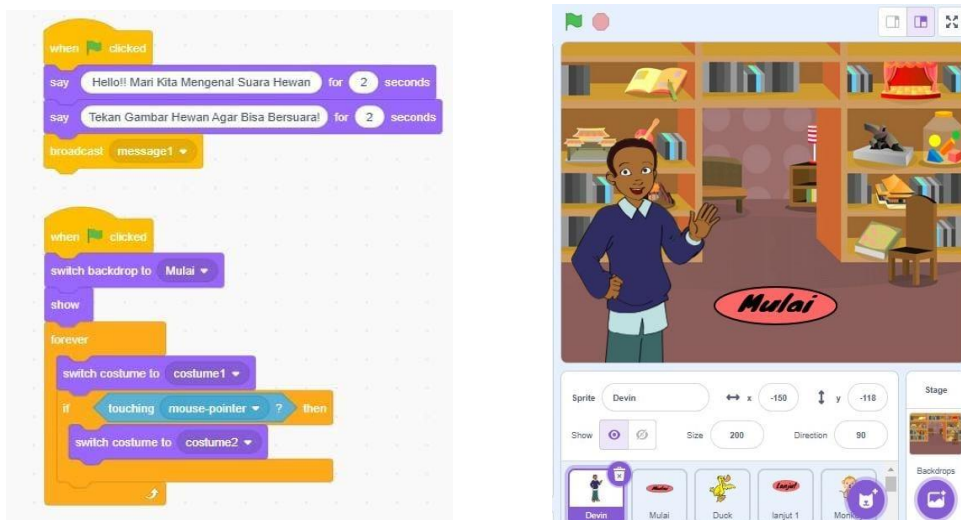 when clicked
say Hello!! Mari Kita Mengenal Suara Hewan for 2 seconds
say Tekan Gambar Hewan Agar Bisa Bersuara! for 2 seconds
broadcast message1
when clicked
switch backdrop to Mulai
show
forever
switch costume to costume1
if touching mouse-pointer ? then
switch costume to costume2
Mulai
Sprite Devin x -150 y -118
Show Size 200 Direction 90
Stage
Backdrops
Mulai
Lanjut
Devin Mulai Duck lanjut 1